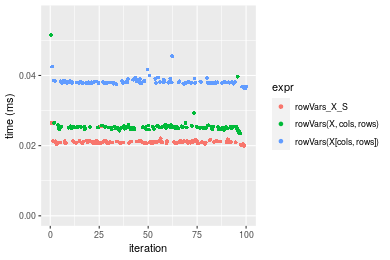 time (ms)
0.04
0.02
0.00
0
25
50
75
100
iteration
expr
rowVars_X_S
rowVars(X, cols, rows)
rowVars(X[cols, rows])